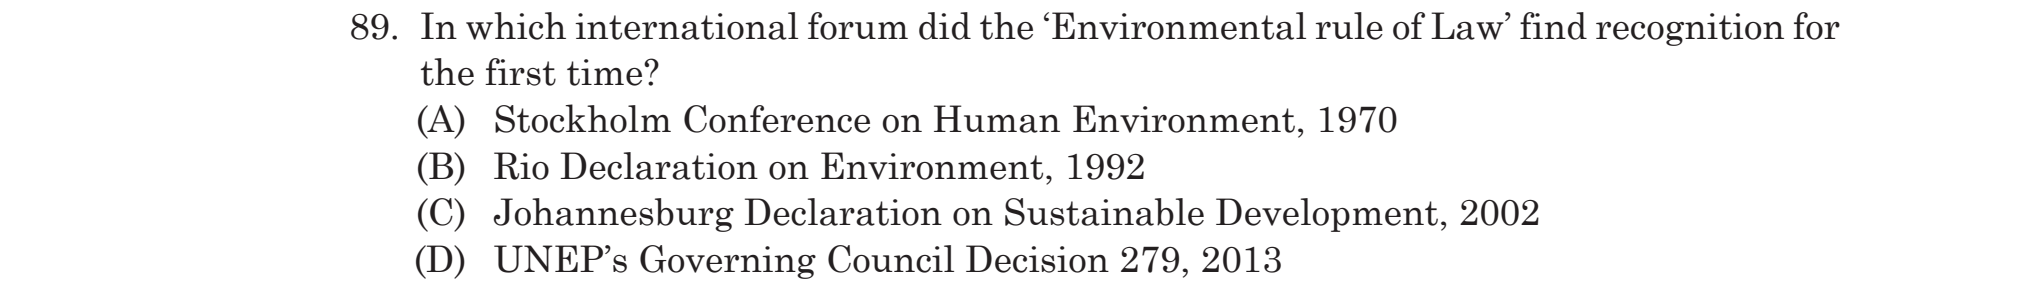 89. In which international forum did the ‘Environmental rule of Law’ find recognition for
the first time?
(A) Stockholm Conference on Human Environment, 1970
(B) Rio Declaration on Environment, 1992
(C) Johannesburg Declaration on Sustainable Development, 2002
(D) UNEP’s Governing Council Decision 279, 2013